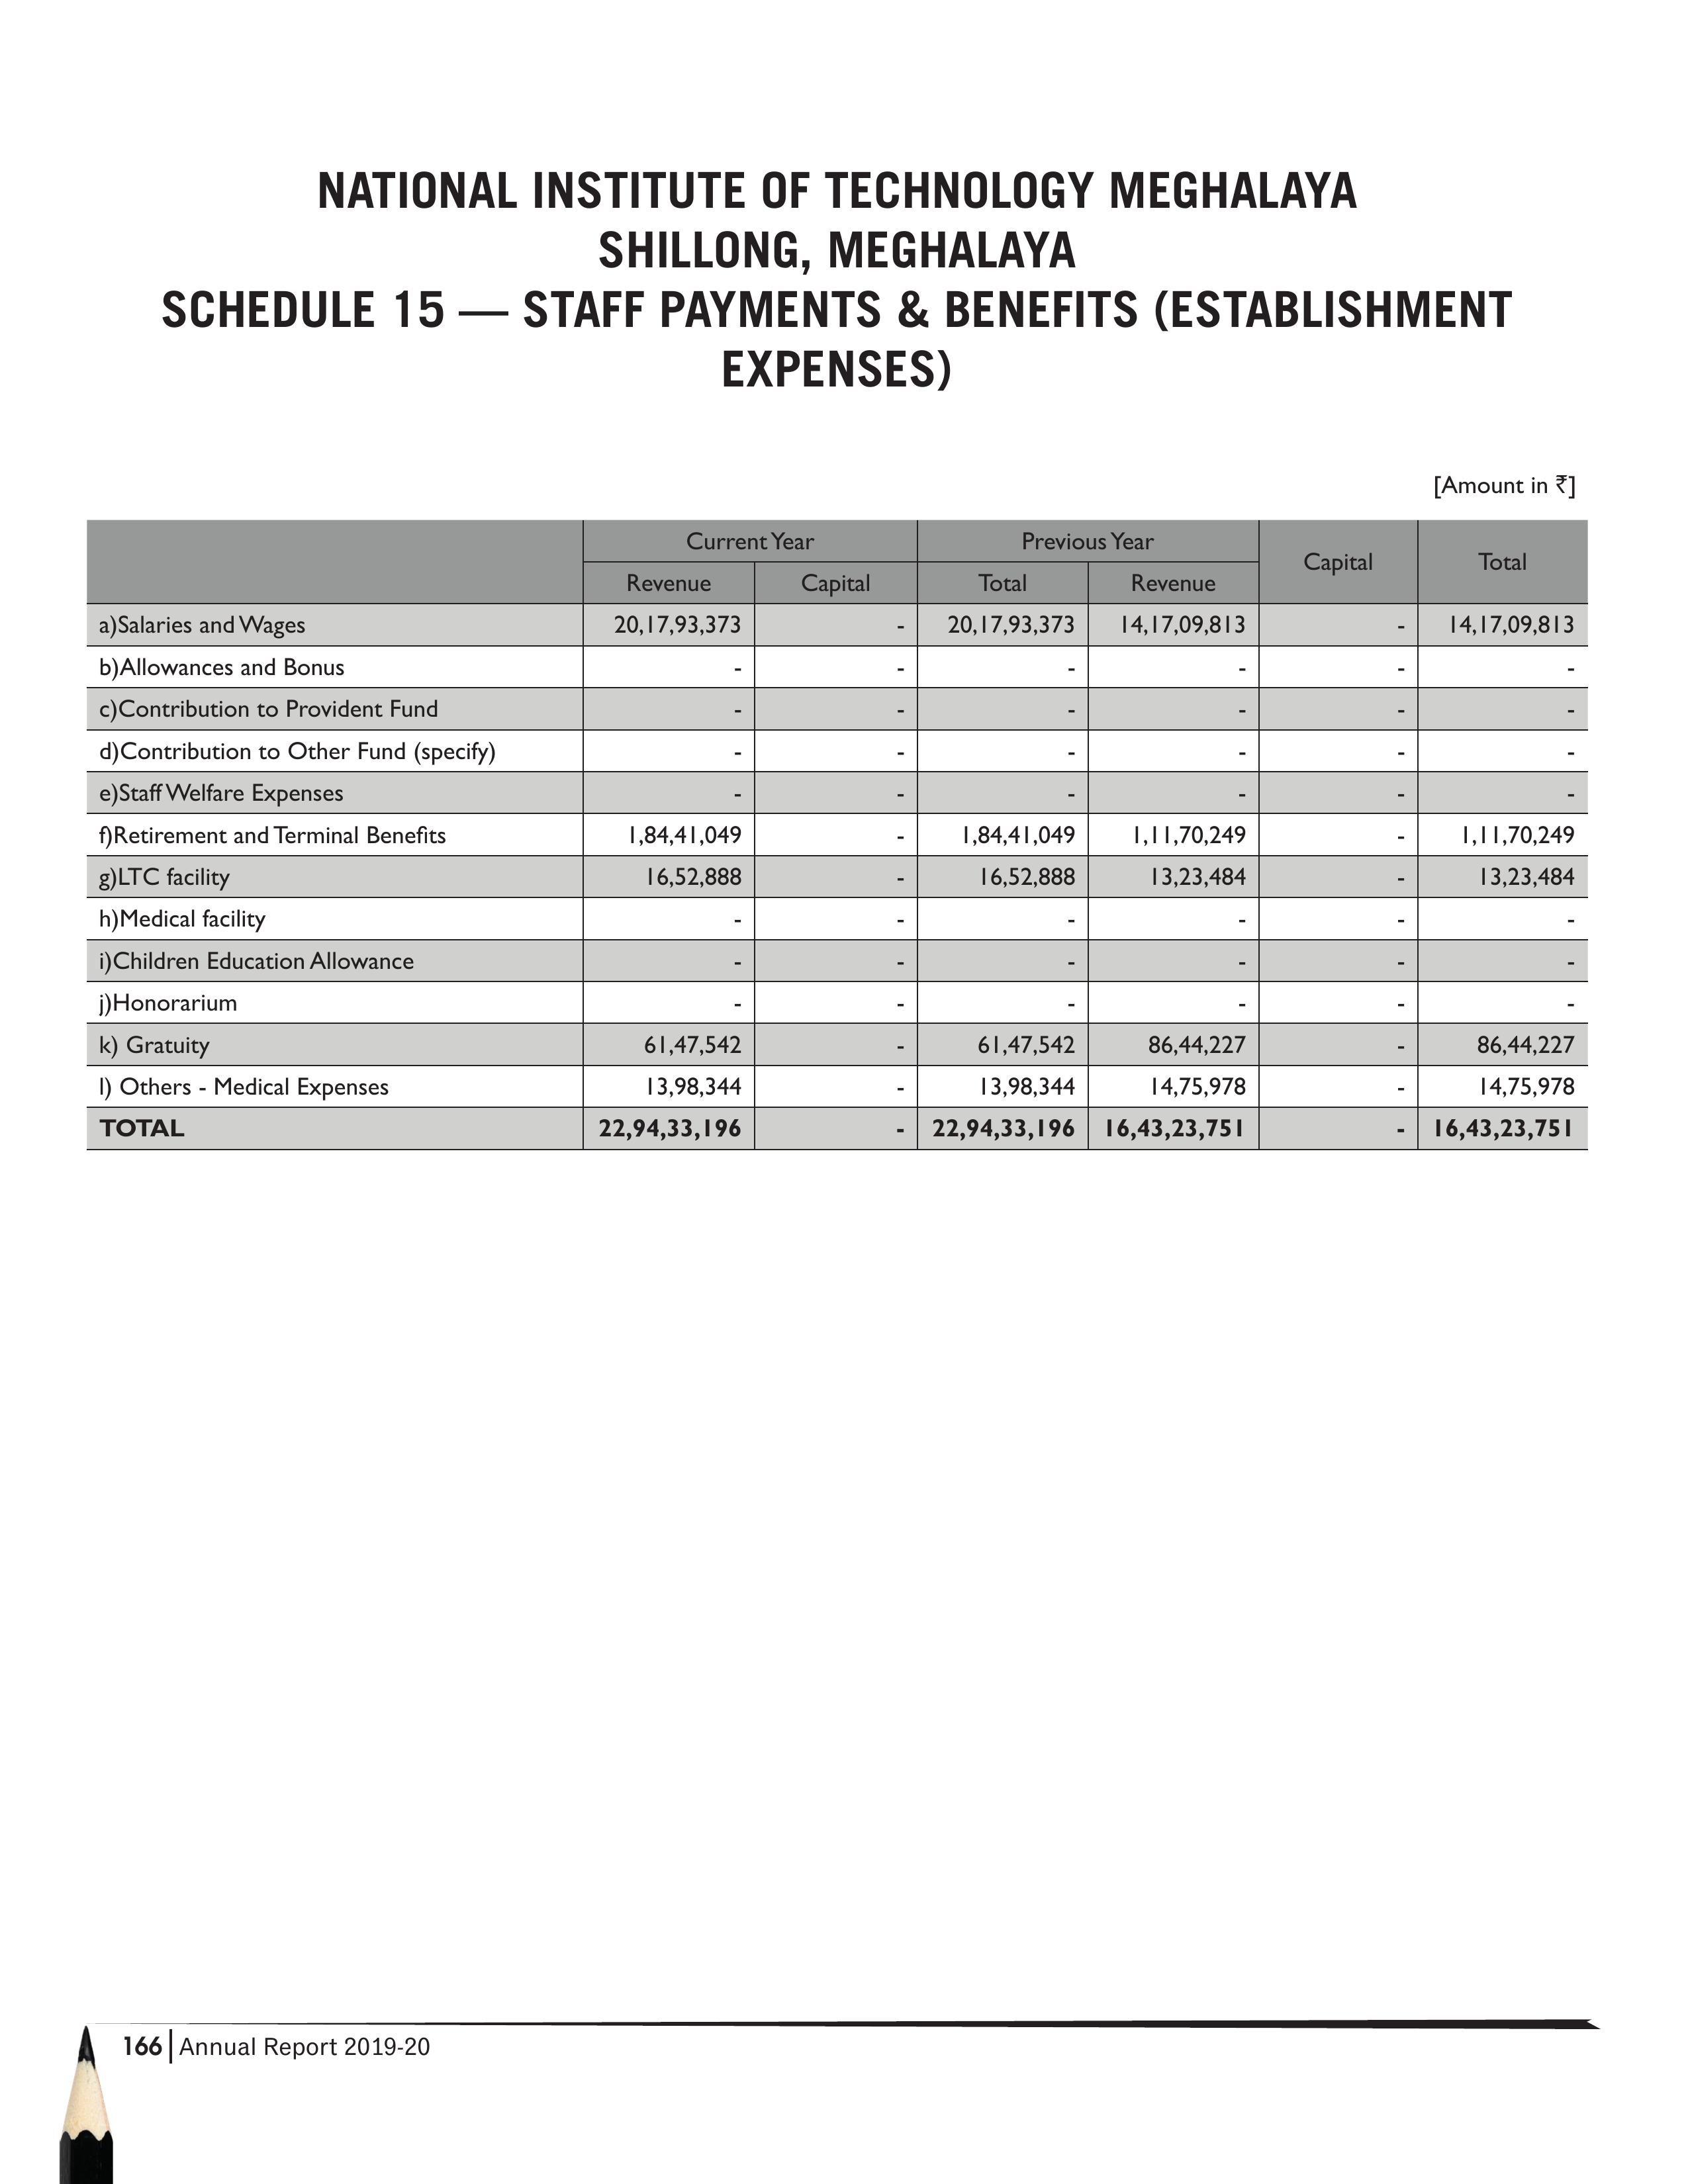 NATIONAL INSTITUTE OF TECHNOLOGY MEGHALAYA
SHILLONG, MEGHALAYA
SCHEDULE 15 — STAFF PAYMENTS & BENEFITS (ESTABLISHMENT
EXPENSES)
[Amount in ₹]
Current Year Previous Year Capital Total
Revenue Capital Total Revenue
a)Salaries and Wages 20,17,93,373 - 20,17,93,373 14,17,09,813 - 14,17,09,813
b)Allowances and Bonus - - - - - -
c)Contribution to Provident Fund - - - - - -
d)Contribution to Other Fund (specify) - - - - - -
e)Staff Welfare Expenses - - - - - -
f)Retirement and Terminal Benefits 1,84,41,049 - 1,84,41,049 1,11,70,249 - 1,11,70,249
g)LTC facility 16,52,888 - 16,52,888 13,23,484 - 13,23,484
h)Medical facility - - - - - -
i)Children Education Allowance - - - - - -
j)Honorarium - - - - - -
k) Gratuity 61,47,542 - 61,47,542 86,44,227 - 86,44,227
l) Others - Medical Expenses 13,98,344 - 13,98,344 14,75,978 - 14,75,978
TOTAL 22,94,33,196 - 22,94,33,196 16,43,23,751 - 16,43,23,751
166 Annual Report 2019-20